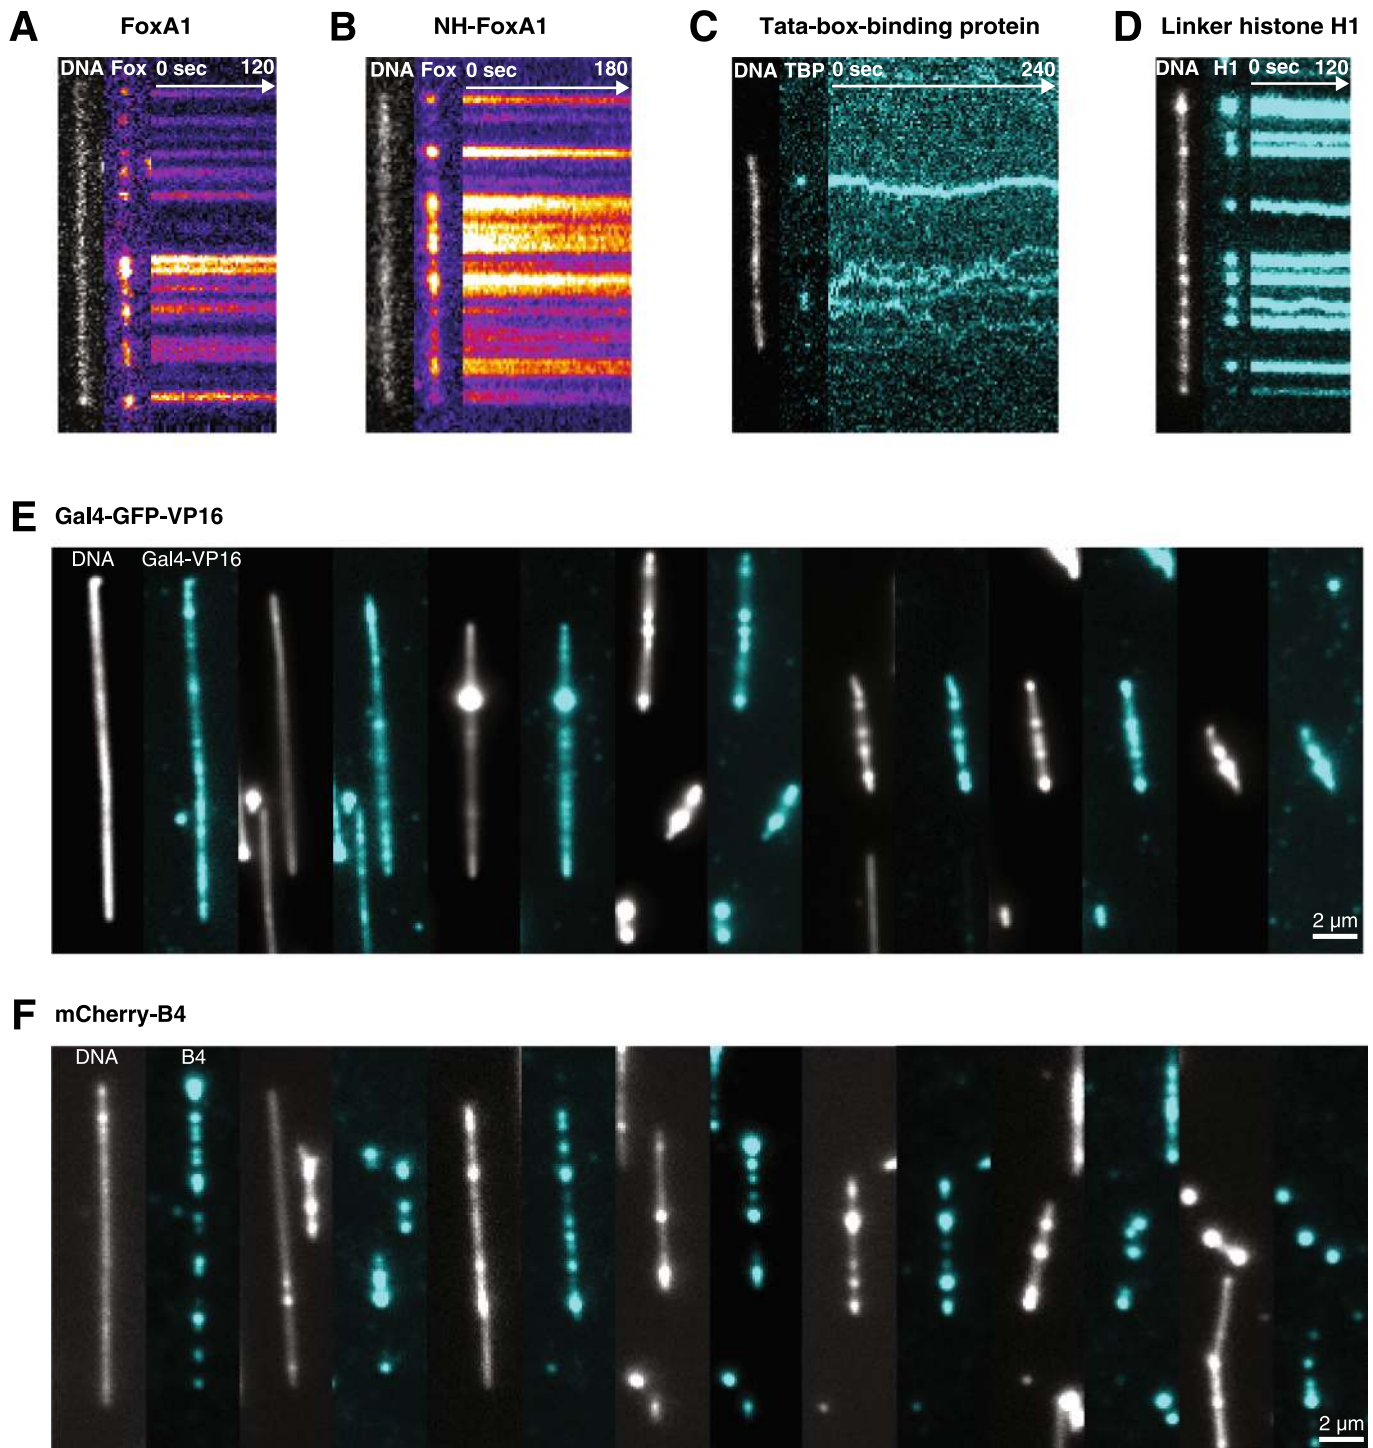 A FoxA1
DNA Fox 0 sec 120
B NH-FoxA1
DNA Fox 0 sec 180
C Tata-box-binding protein
DNA TBP 0 sec 240
D Linker histone H1
DNA H1 0 sec 120
E Gal4-GFP-VP16
DNA Gal4-VP16
2 µm
F mCherry-B4
DNA B4
2 µm